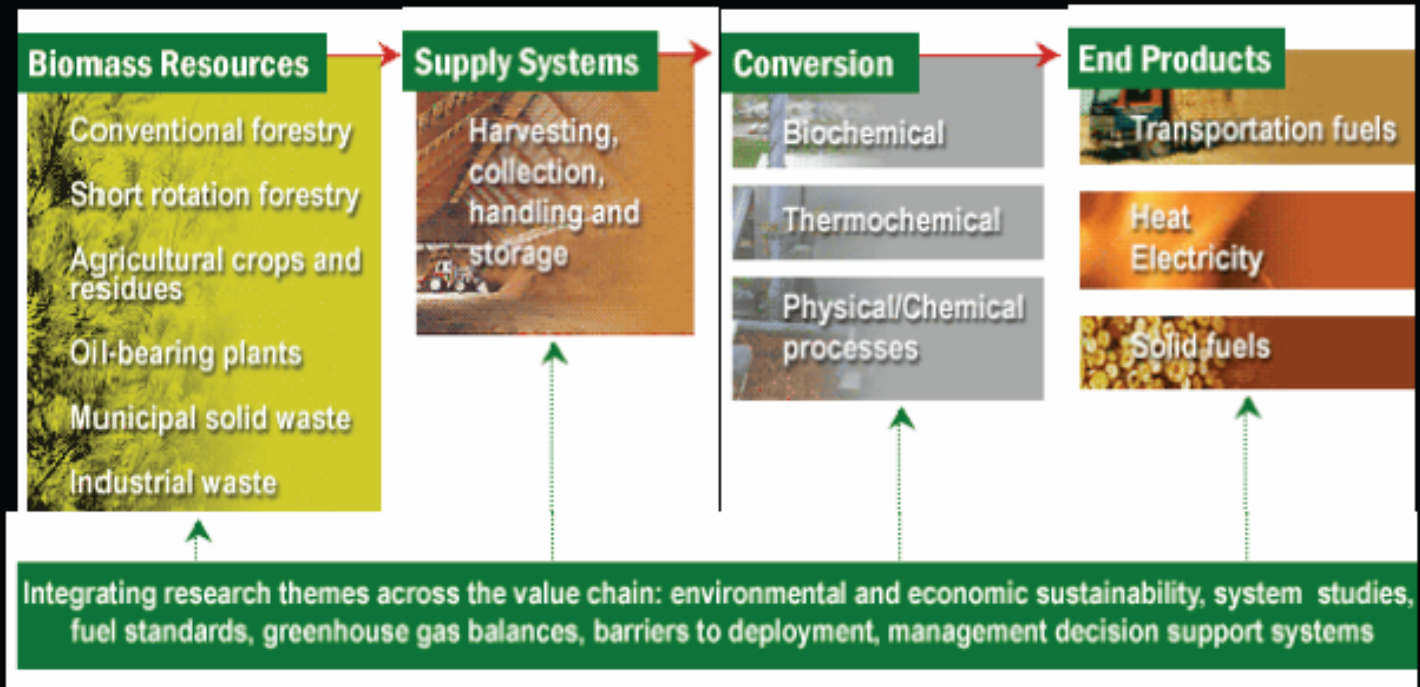 Biomass Resources
Conventional forestry
Short rotation forestry
Agricultural crops and
residues
Oil-bearing plants
Municipal solid waste
Industrial waste
Supply Systems
Harvesting,
collection,
handling and
storage
Conversion
Biochemical
Thermochemical
Physical/Chemical
processes
End Products
Transportation fuels
Heat
Electricity
Solid fuels
Integrating research themes across the value chain: environmental and economic sustainability, system studies,
fuel standards, greenhouse gas balances, barriers to deployment, management decision support systems